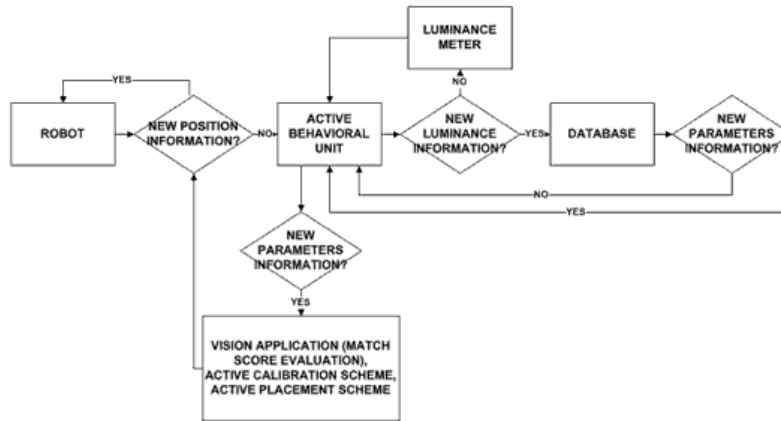 LUMINANCE
METER
YES
NO
ROBOT
NEW POSITION
INFORMATION?
NO
ACTIVE
BEHAVIORAL
UNIT
NEW
LUMINANCE
INFORMATION?
YES
DATABASE
NEW
PARAMETERS
INFORMATION?
NO
YES
NEW
PARAMETERS
INFORMATION?
YES
VISION APPLICATION (MATCH
SCORE EVALUATION),
ACTIVE CALIBRATION SCHEME,
ACTIVE PLACEMENT SCHEME